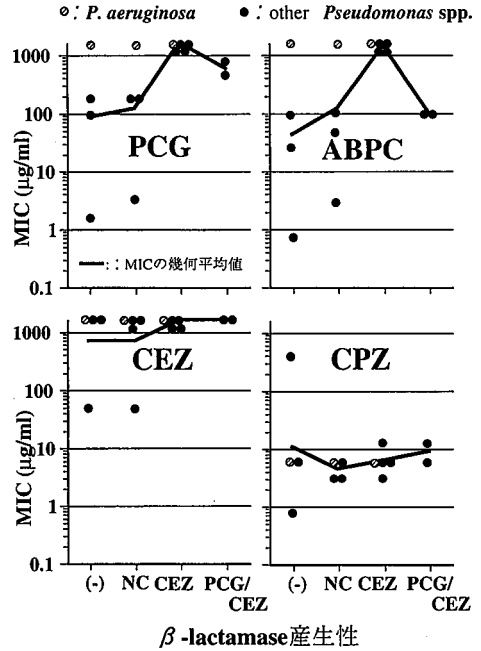 ⊘：P. aeruginosa ●：other Pseudomonas spp.
1000
100
10
1
0.1
MIC (μg/ml)
PCG
━：：MICの幾何平均値
ABPC
1000
100
10
1
0.1
MIC (μg/ml)
CEZ
CPZ
(-) NC CEZ PCG/CEZ
(-) NC CEZ PCG/CEZ
β-lactamase産生性